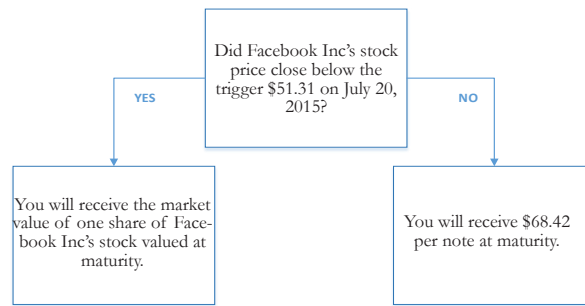 Did Facebook Inc's stock
price close below the
trigger $51.31 on July 20,
2015?
YES
NO
You will receive the market
value of one share of Face-
book Inc's stock valued at
maturity.
You will receive $68.42
per note at maturity.